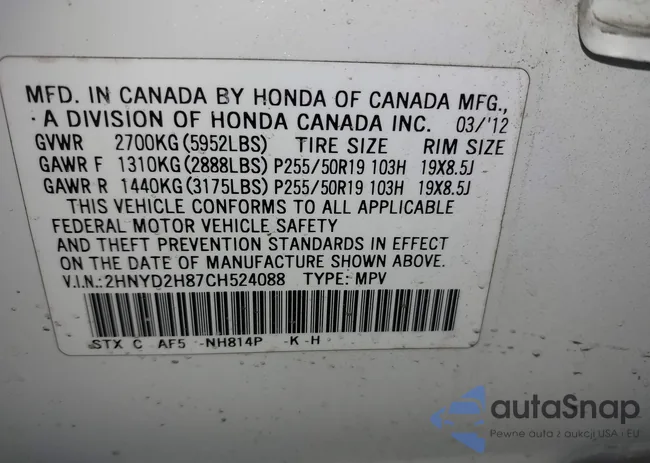 MFD. IN CANADA BY HONDA OF CANADA MFG.,
A DIVISION OF HONDA CANADA INC. 03/'12
GVWR 2700KG(5952LBS) TIRE SIZE RIM SIZE
GAWR F 1310KG(2888LBS) P255/50R19 103H 19X8.5J
GAWR R 1440KG(3175LBS) P255/50R19 103H 19X8.5J
THIS VEHICLE CONFORMS TO ALL APPLICABLE
FEDERAL MOTOR VEHICLE SAFETY
AND THEFT PREVENTION STANDARDS IN EFFECT
ON THE DATE OF MANUFACTURE SHOWN ABOVE.
V.I.N.:2HNYD2H87CH524088 TYPE: MPV
STX C AF5 -NH814P -K -H
autaSnap
Pewne auta z aukcji USA i EU